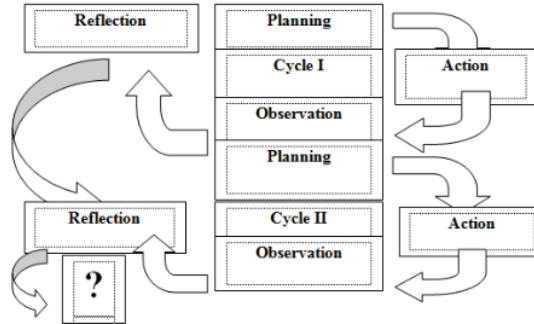 Reflection
Planning
Cycle I
Action
Observation
Planning
Reflection
Cycle II
Action
Observation
?